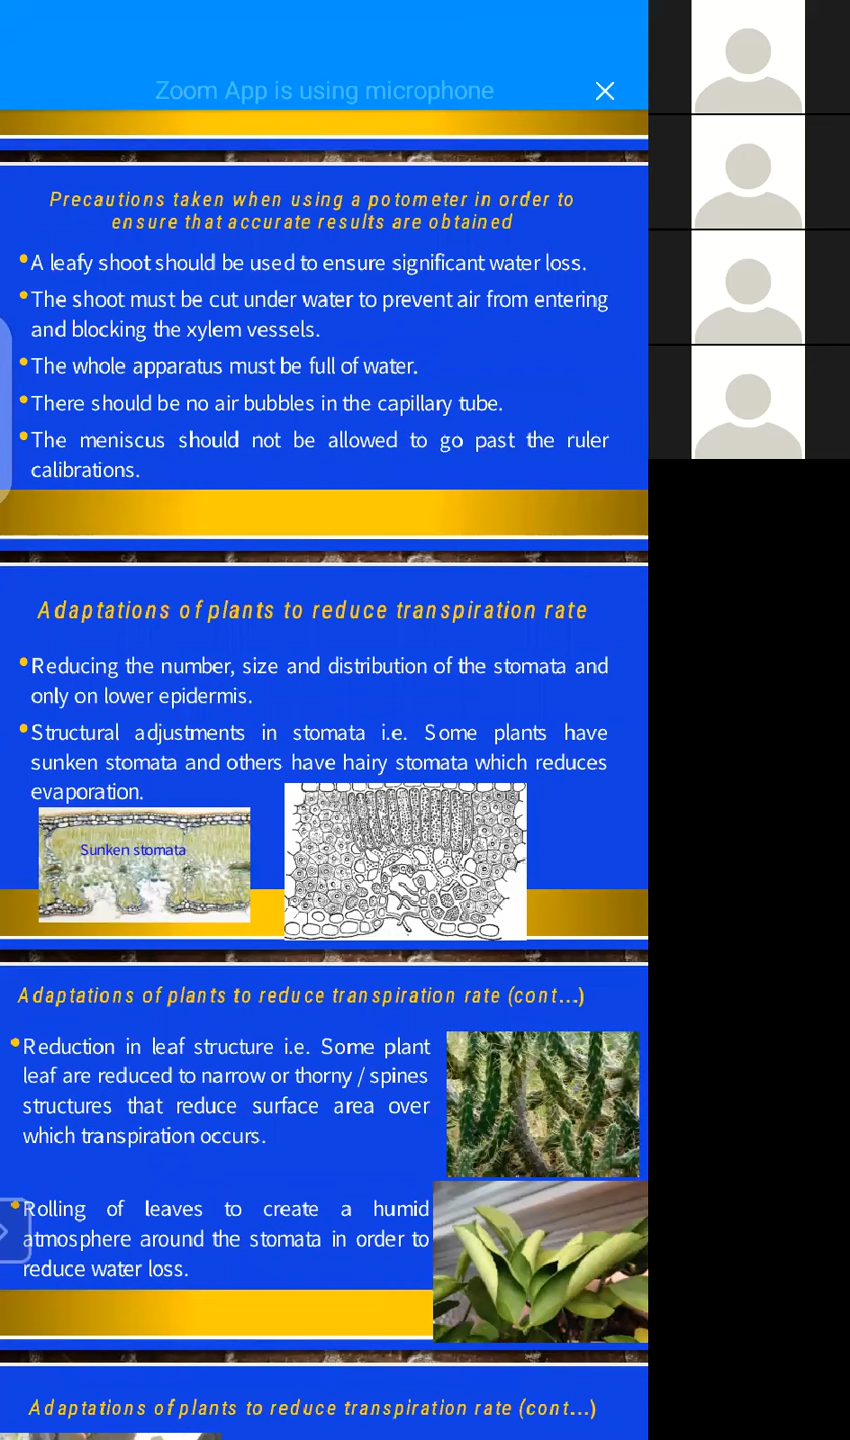 Zoom App is using microphone
Precautions taken when using a potometer in order to
ensure that accurate results are obtained
•A leafy shoot should be used to ensure significant water loss.
•The shoot must be cut under water to prevent air from entering
and blocking the xylem vessels.
•The whole apparatus must be full of water.
•There should be no air bubbles in the capillary tube.
•The meniscus should not be allowed to go past the ruler
calibrations.
Adaptations of plants to reduce transpiration rate
•Reducing the number, size and distribution of the stomata and
only on lower epidermis.
•Structural adjustments in stomata i.e. Some plants have
sunken stomata and others have hairy stomata which reduces
evaporation.
Sunken stomata
Adaptations of plants to reduce transpiration rate (cont...)
•Reduction in leaf structure i.e. Some plant
leaf are reduced to narrow or thorny / spines
structures that reduce surface area over
which transpiration occurs.
•Rolling of leaves to create a humid
atmosphere around the stomata in order to
reduce water loss.
Adaptations of plants to reduce transpiration rate (cont...)